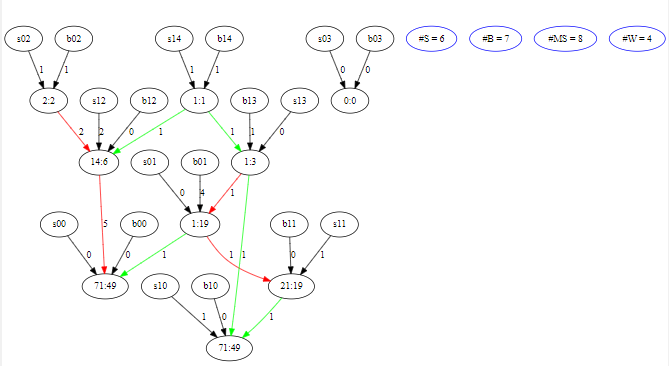 s02 b02 s14 b14 s03 b03 #S = 6 #B = 7 #MS = 8 #W = 4
1 1 1 1 0 0
2:2 s12 b12 1:1 b13 s13 0:0
2 2 0 1 1 1 0
14:6 s01 b01 1:3
0 4 1
s00 5 b00 1:19 b11 s11
0 0 1 1 1 0 1
71:49 s10 b10 21:19
1 0 1
71:49